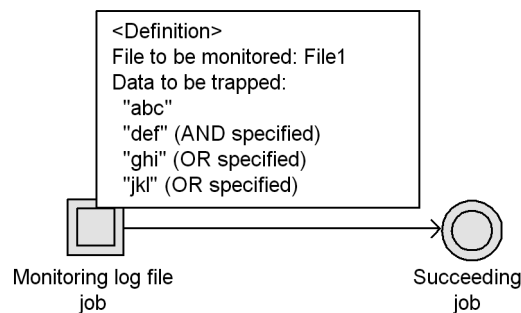 <Definition>
File to be monitored: File1
Data to be trapped:
"abc"
"def" (AND specified)
"ghi" (OR specified)
"jkl" (OR specified)
Monitoring log file
job
Succeeding
job